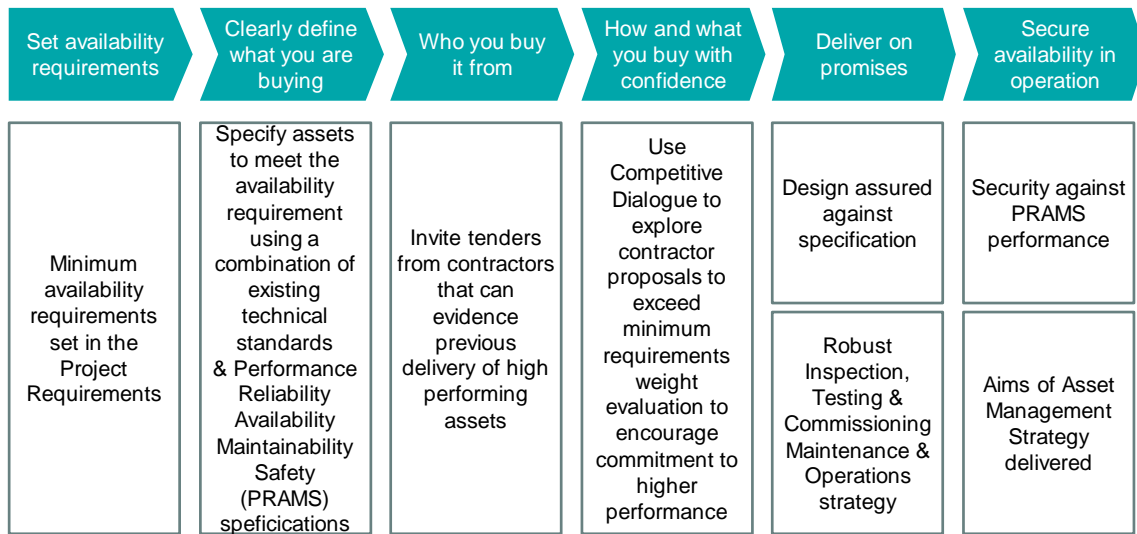 Set availability
requirements
Clearly define
what you are
buying
Who you buy
it from
How and what
you buy with
confidence
Deliver on
promises
Secure
availability in
operation
Minimum
availability
requirements
set in the
Project
Requirements
Specify assets
to meet the
availability
requirement
using a
combination of
existing
technical
standards
& Performance
Reliability
Availability
Maintainability
Safety
(PRAMS)
speficications
Invite tenders
from contractors
that can
evidence
previous
delivery of high
performing
assets
Use
Competitive
Dialogue to
explore
contractor
proposals to
exceed
minimum
requirements
weight
evaluation to
encourage
commitment to
higher
performance
Design assured
against
specification
Robust
Inspection,
Testing &
Commissioning
Maintenance &
Operations
strategy
Security against
PRAMS
performance
Aims of Asset
Management
Strategy
delivered